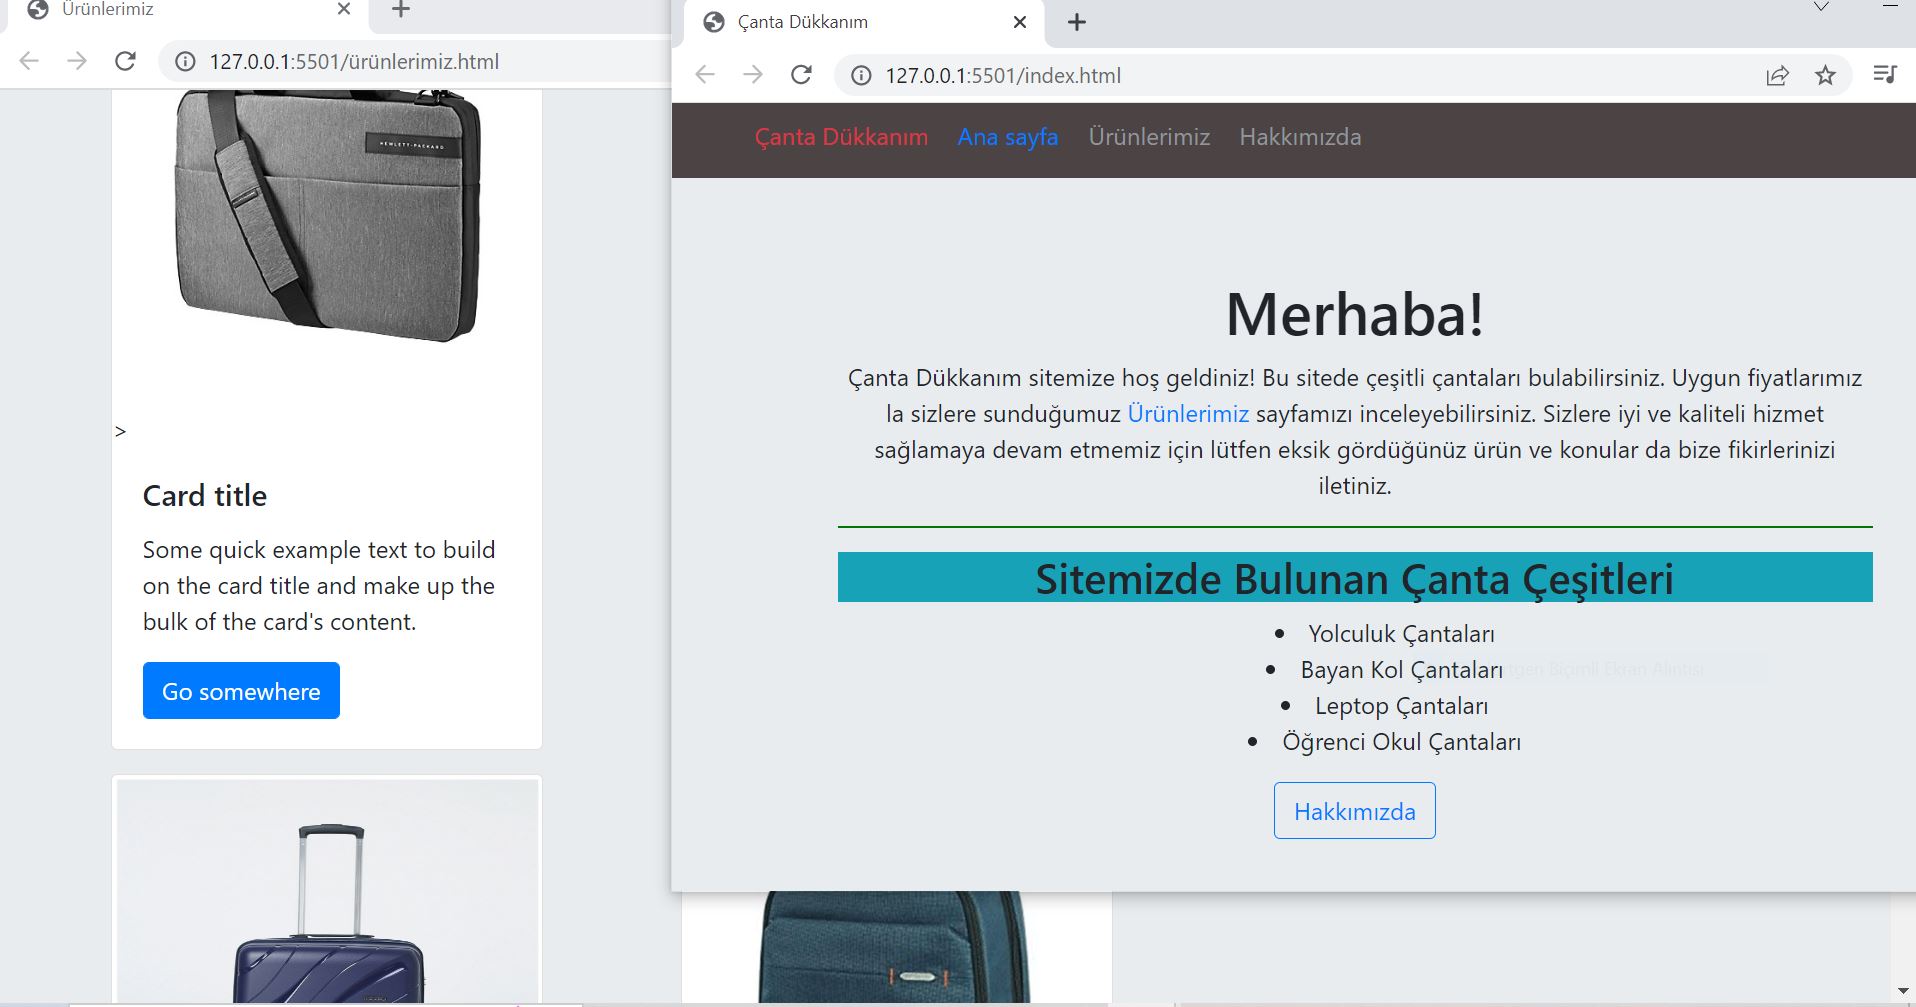 Ürünlerimiz
127.0.0.1:5501/ürünlerimiz.html
HEWLETT-PACKARD
>
Card title
Some quick example text to build
on the card title and make up the
bulk of the card's content.
Go somewhere
Çanta Dükkanım
127.0.0.1:5501/index.html
Çanta Dükkanım Ana sayfa Ürünlerimiz Hakkımızda
Merhaba!
Çanta Dükkanım sitemize hoş geldiniz! Bu sitede çeşitli çantaları bulabilirsiniz. Uygun fiyatlarımız
la sizlere sunduğumuz Ürünlerimiz sayfamızı inceleyebilirsiniz. Sizlere iyi ve kaliteli hizmet
sağlamaya devam etmemiz için lütfen eksik gördüğünüz ürün ve konular da bize fikirlerinizi
iletiniz.
Sitemizde Bulunan Çanta Çeşitleri
• Yolculuk Çantaları
• Bayan Kol Çantaları
Biçimli Ekran Alıntısı
• Leptop Çantaları
• Öğrenci Okul Çantaları
Hakkımızda